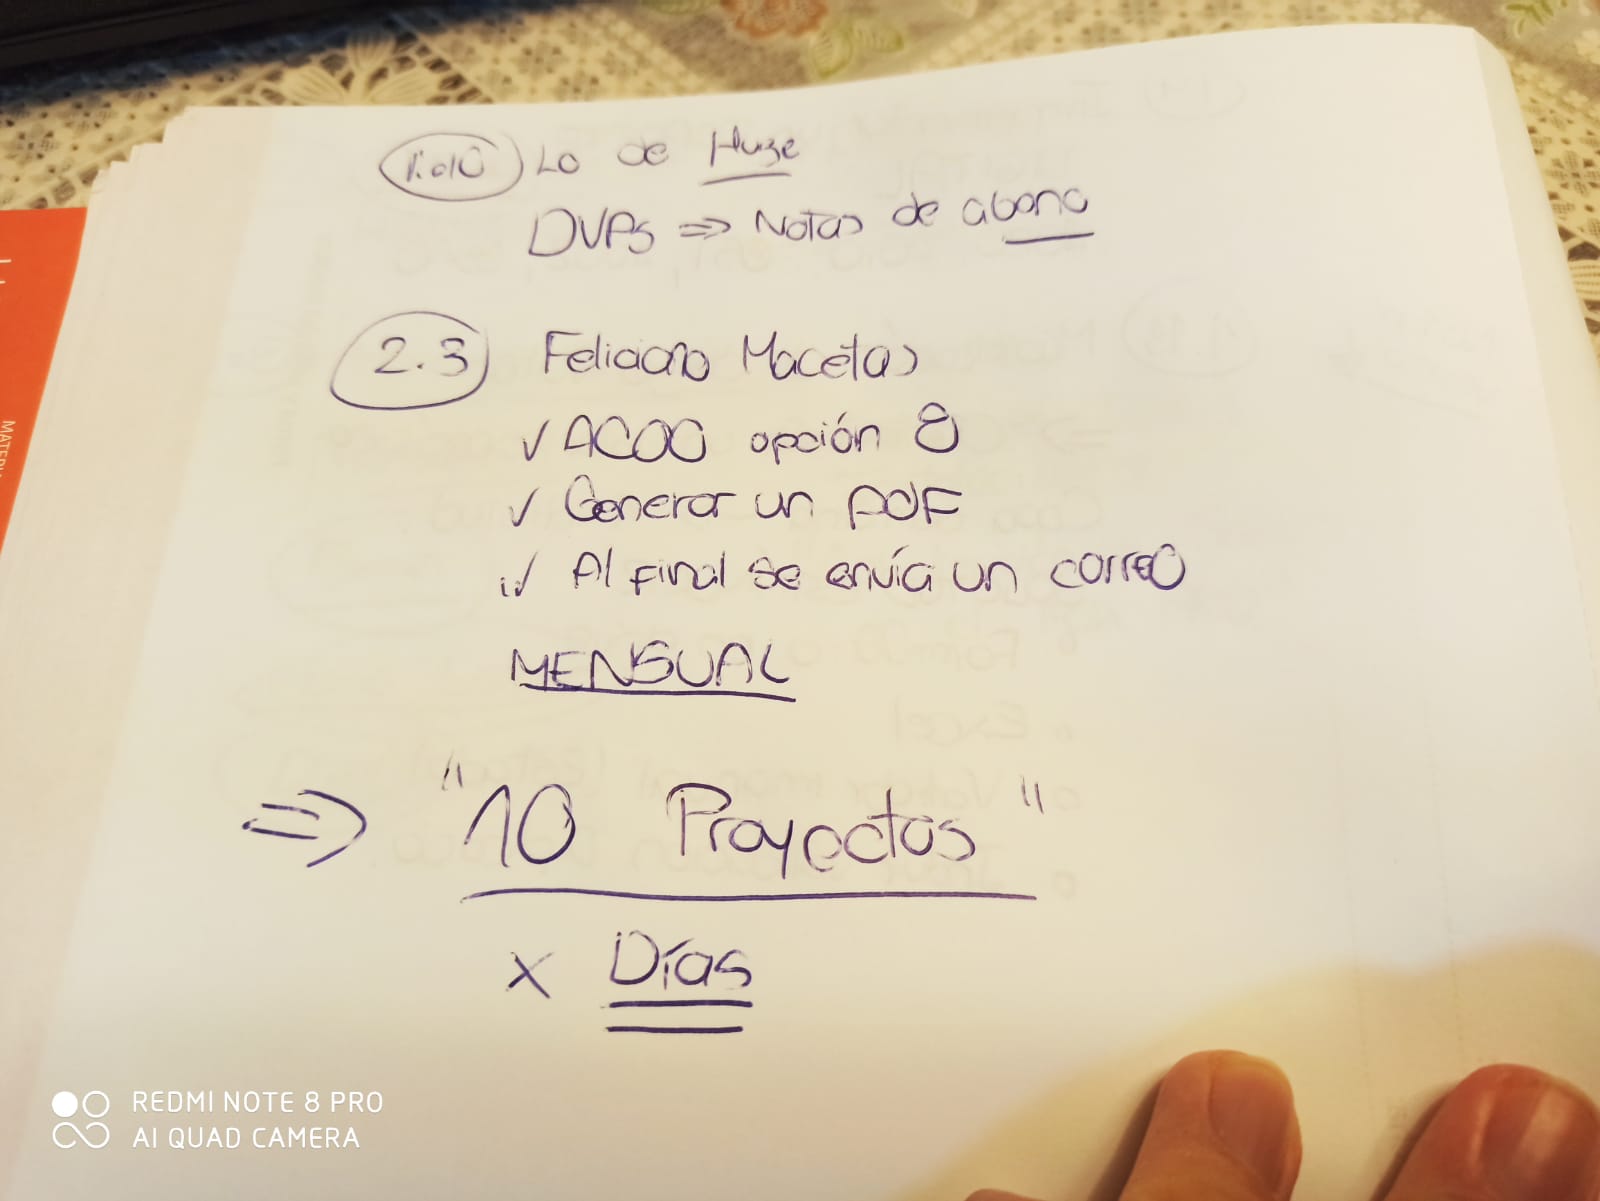 1.010 Lo de Huze
DVPS ⇒ Notas de abono
2.3 Feliciano Macetas
✓ ACOO opción 8
✓ Generar un PDF
✓ Al final se envía un correo
MENSUAL
⇒ "10 Proyectos"
x Días
REDMI NOTE 8 PRO
AI QUAD CAMERA